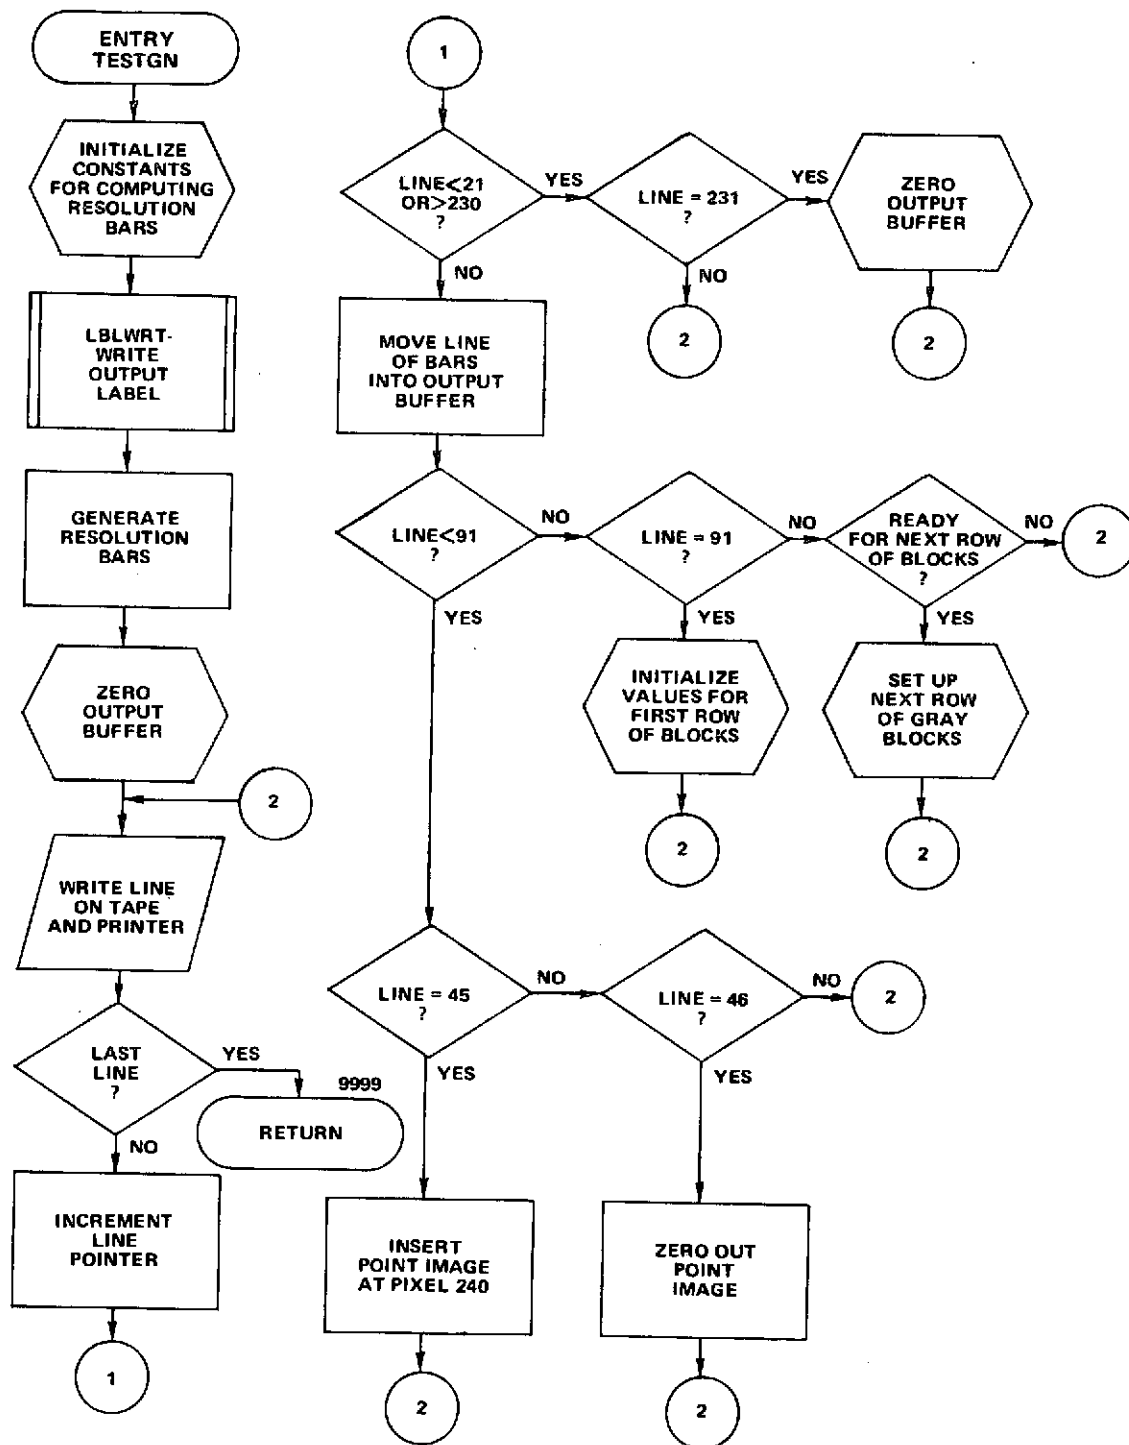 ENTRY
TESTGN
INITIALIZE
CONSTANTS
FOR COMPUTING
RESOLUTION
BARS
LBLWRT-
WRITE
OUTPUT
LABEL
GENERATE
RESOLUTION
BARS
ZERO
OUTPUT
BUFFER
2
WRITE LINE
ON TAPE
AND PRINTER
LAST
LINE
?
YES
9999
RETURN
NO
INCREMENT
LINE
POINTER
1
1
LINE<21
OR>230
?
YES
LINE = 231
?
YES
ZERO
OUTPUT
BUFFER
NO
NO
2
2
MOVE LINE
OF BARS
INTO OUTPUT
BUFFER
LINE<91
?
NO
LINE = 91
?
NO
READY
FOR NEXT ROW
OF BLOCKS
?
NO
2
YES
YES
YES
INITIALIZE
VALUES FOR
FIRST ROW
OF BLOCKS
SET UP
NEXT ROW
OF GRAY
BLOCKS
2
2
LINE = 45
?
NO
LINE = 46
?
NO
2
YES
YES
INSERT
POINT IMAGE
AT PIXEL 240
ZERO OUT
POINT
IMAGE
2
2